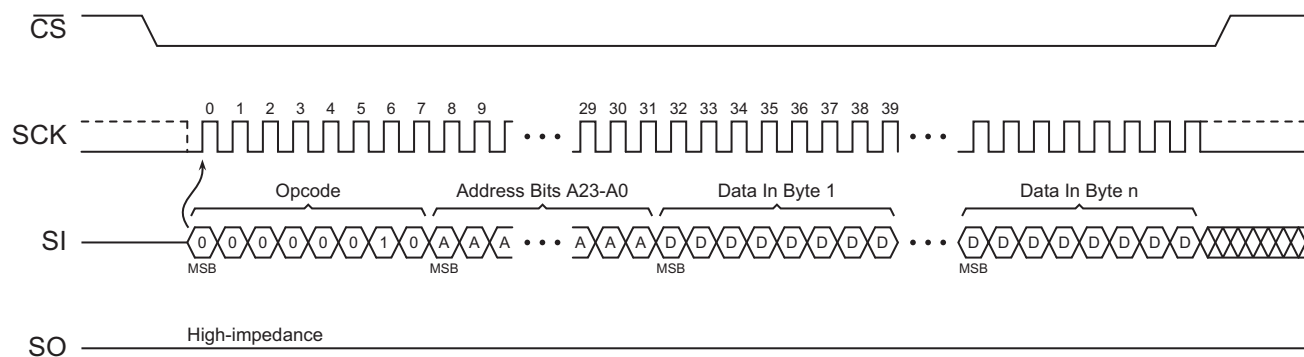 CS
0 1 2 3 4 5 6 7 8 9 29 30 31 32 33 34 35 36 37 38 39
SCK
Opcode Address Bits A23-A0 Data In Byte 1 Data In Byte n
SI 0 0 0 0 0 0 1 0 A A A A A A D D D D D D D D D D D D D D D D
MSB MSB MSB MSB
High-impedance
SO